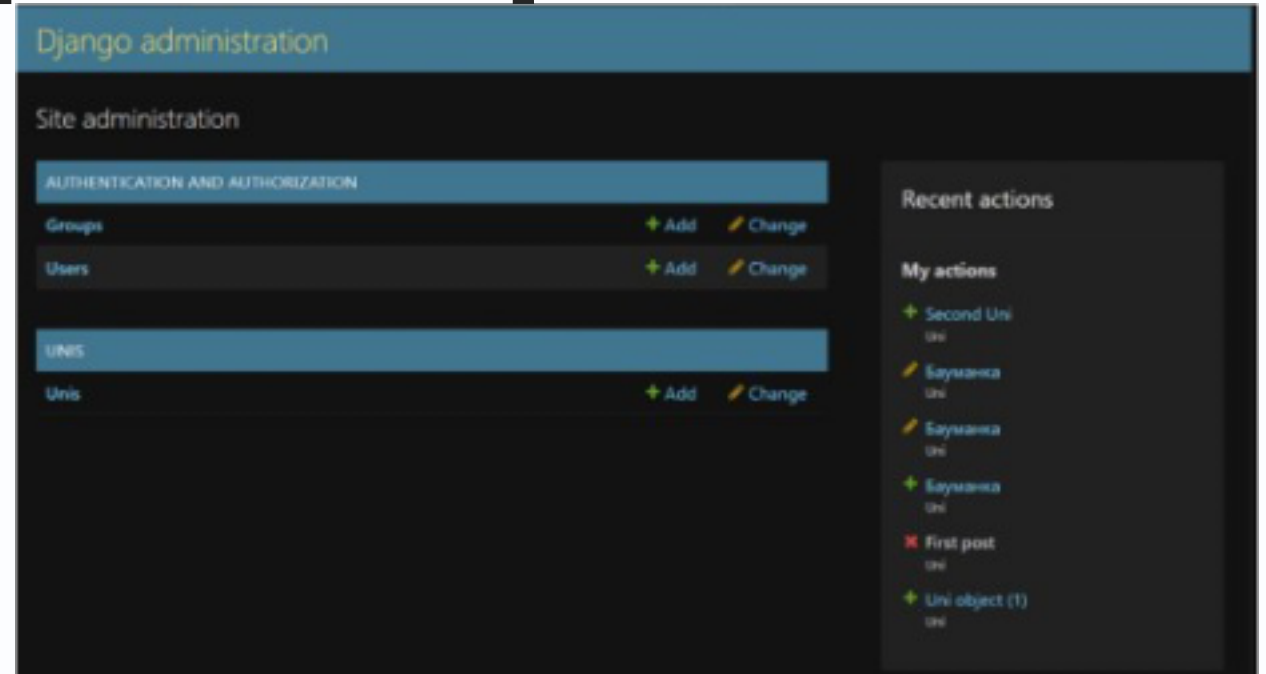 Django administration
Site administration
AUTHENTICATION AND AUTHORIZATION
Groups
Add
Change
Users
Add
Change
UNIS
Unis
Add
Change
Recent actions
My actions
Second Uni
Uni
Бауманка
Uni
Бауманка
Uni
Бауманка
Uni
First post
Uni
Uni object (1)
Uni